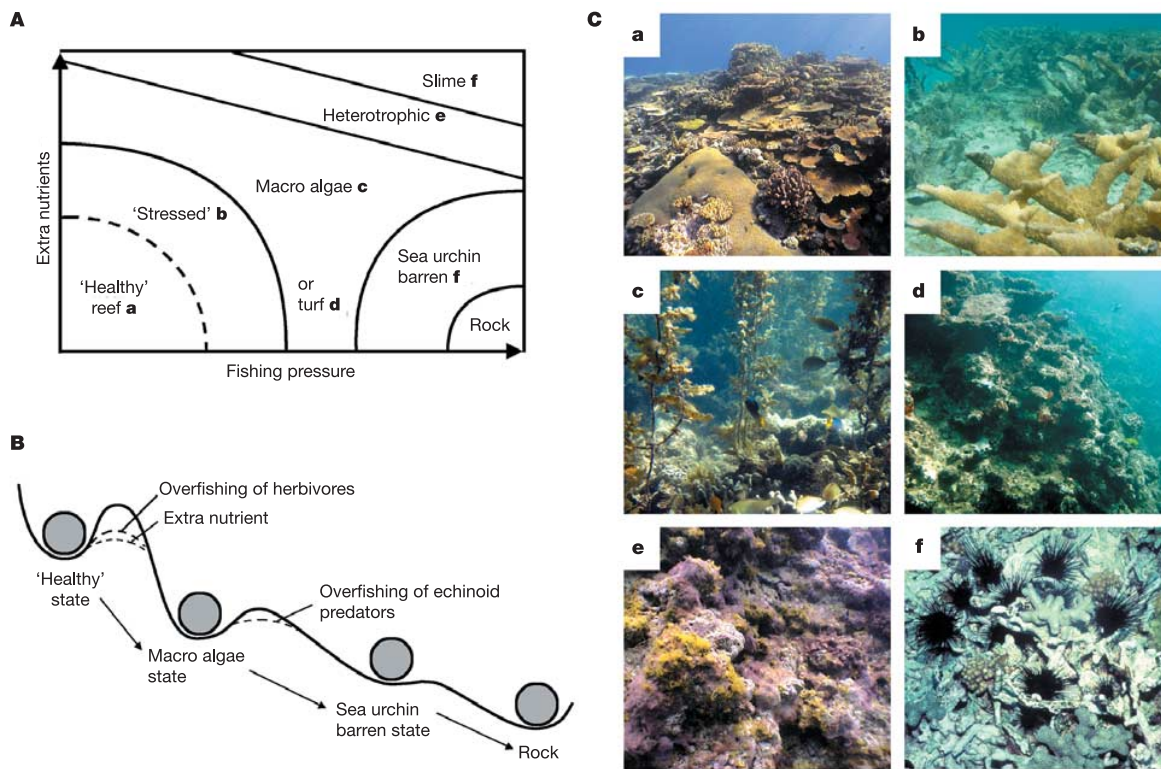 A
Extra nutrients
Slime f
Heterotrophic e
Macro algae c
'Stressed' b
'Healthy'
reef a
or
turf d
Sea urchin
barren f
Rock
Fishing pressure
B
Overfishing of herbivores
Extra nutrient
'Healthy'
state
Overfishing of echinoid
predators
Macro algae
state
Sea urchin
barren state
Rock
C
a
b
c
d
e
f